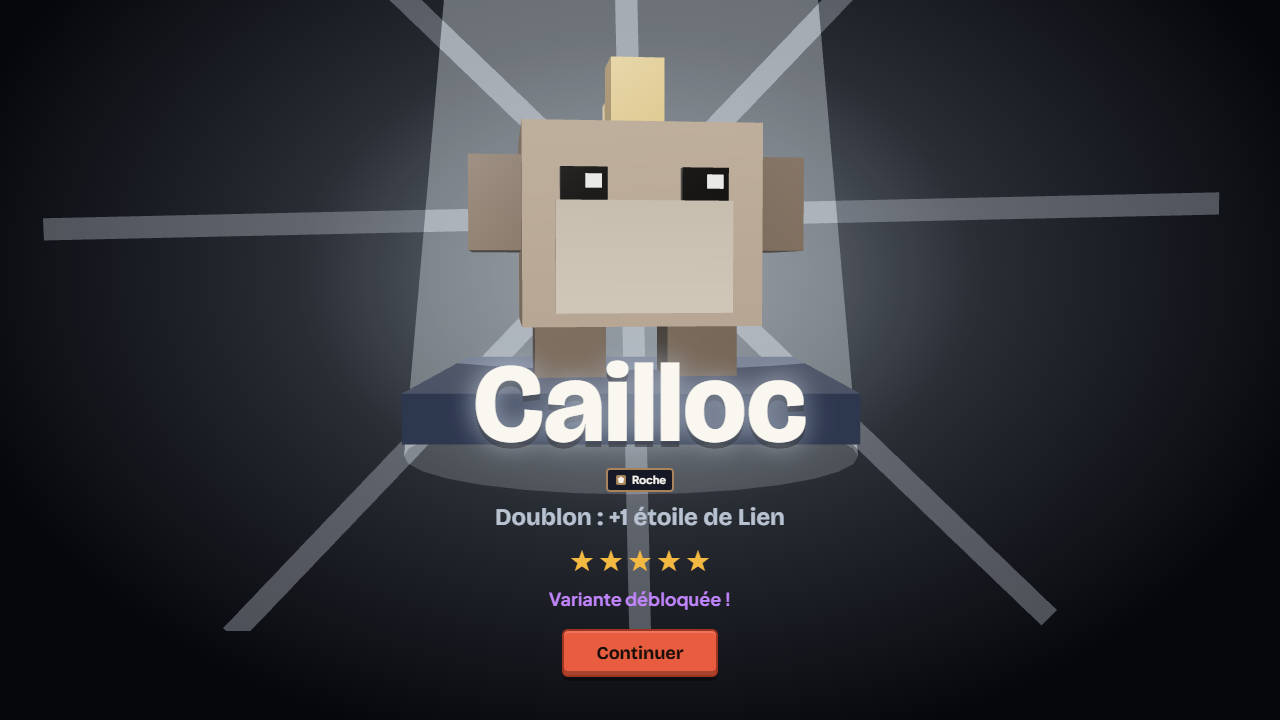 Cailloc
Roche
Doublon : +1 étoile de Lien
★★★★★
Variante débloquée !
Continuer